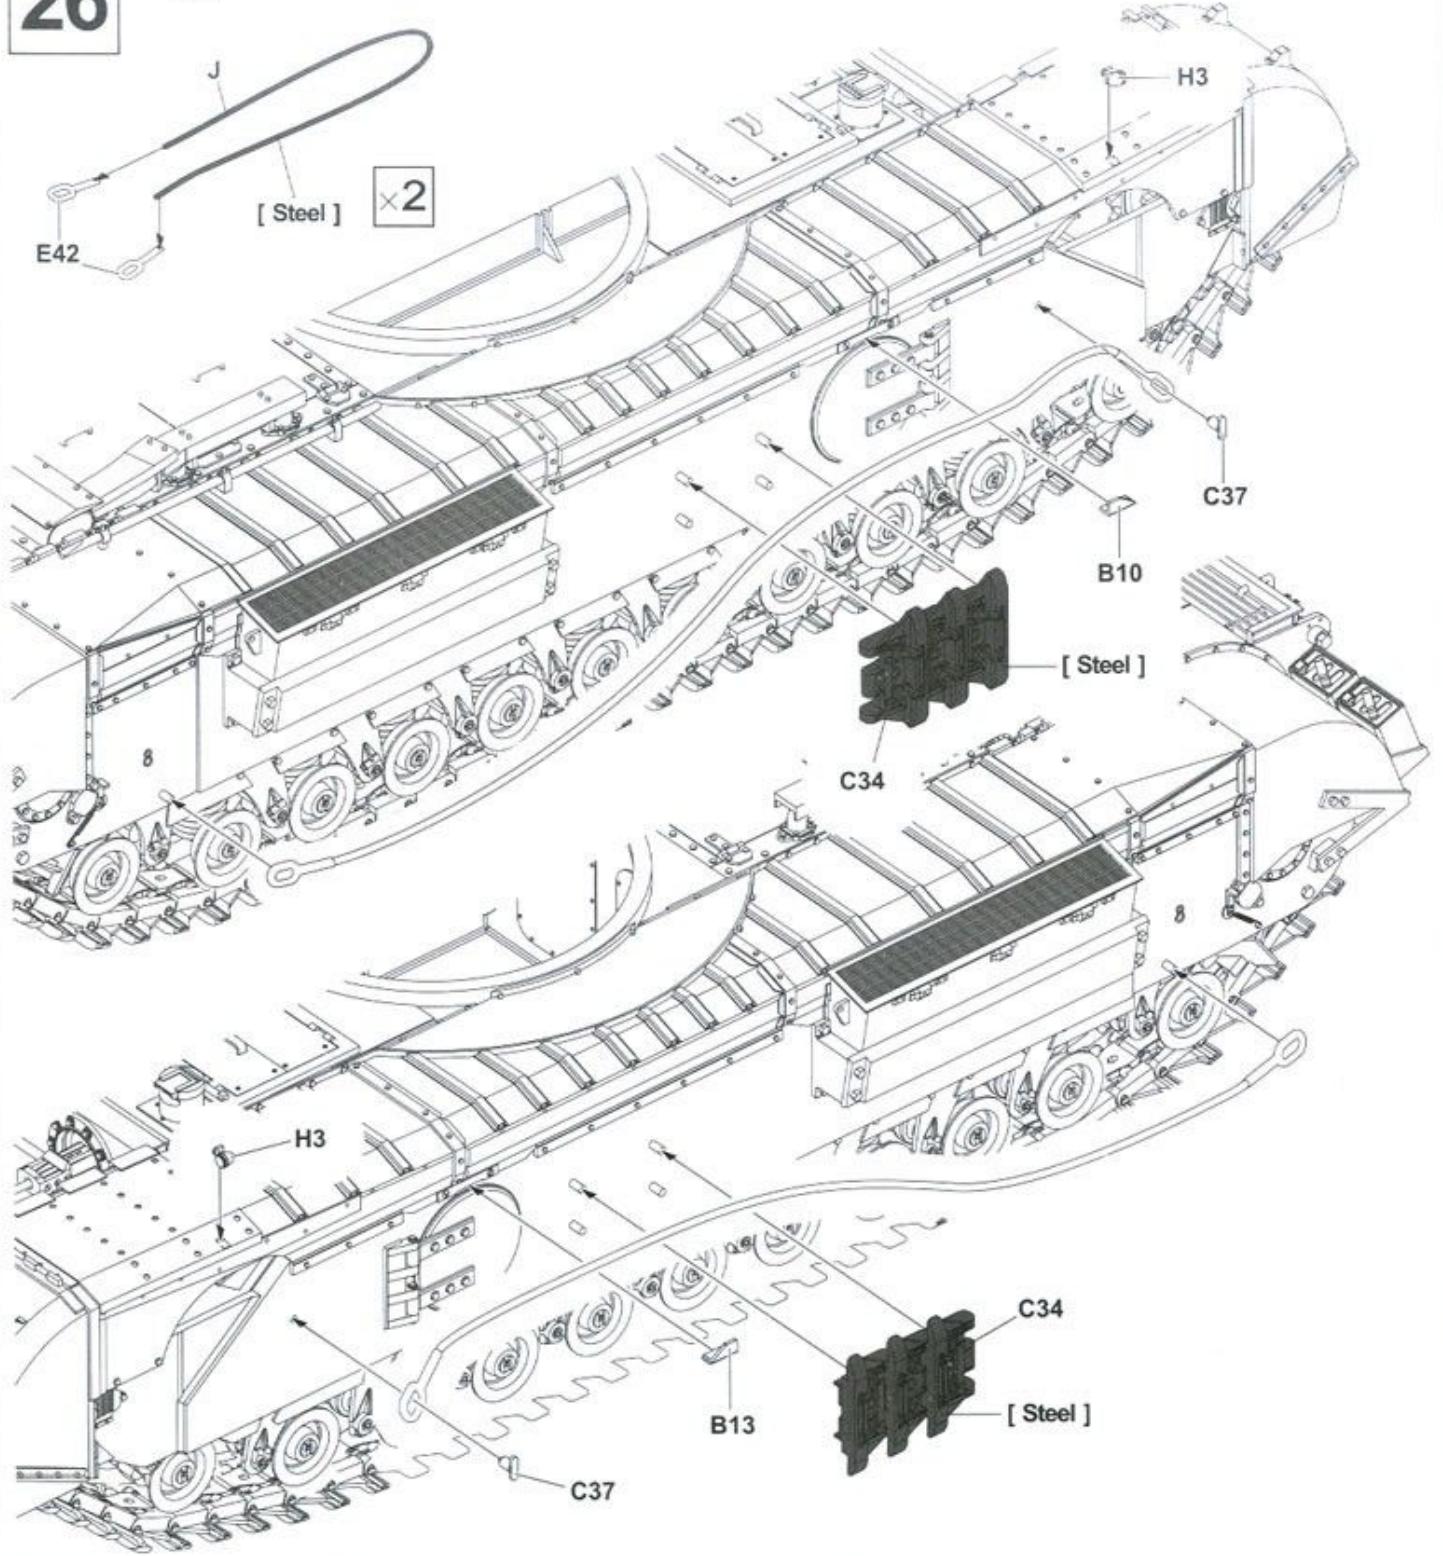 26
J
H3
[ Steel ]
×2
E42
C37
B10
[ Steel ]
8
C34
8
H3
C34
B13
[ Steel ]
C37